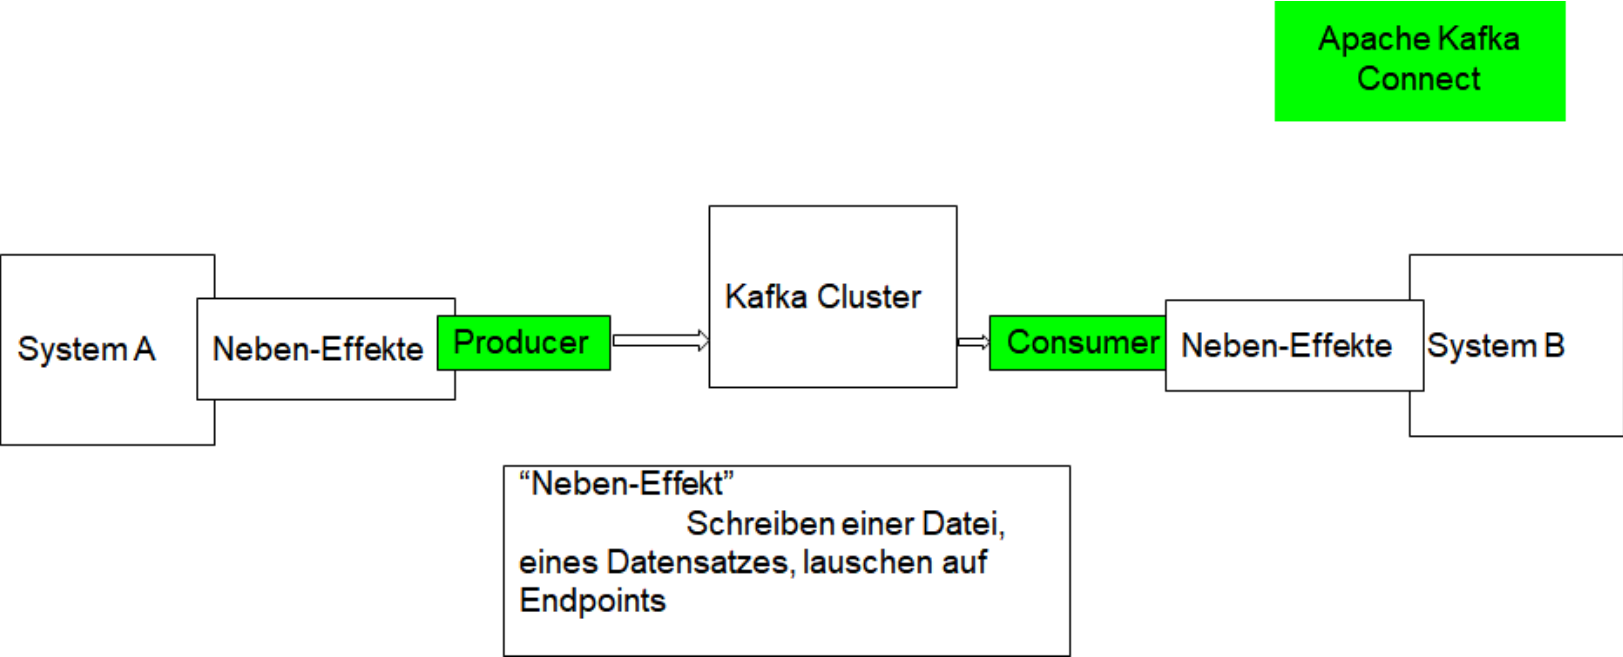 Apache Kafka
Connect
System A
Neben-Effekte
Producer
Kafka Cluster
Consumer
Neben-Effekte
System B
“Neben-Effekt”
Schreiben einer Datei,
eines Datensatzes, lauschen auf
Endpoints